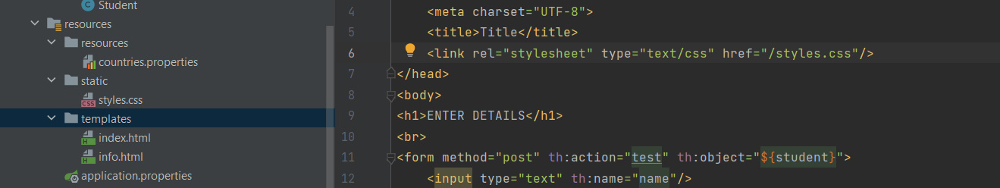 Student
resources
resources
countries.properties
static
styles.css
templates
index.html
info.html
application.properties
4 <meta charset="UTF-8">
5 <title>Title</title>
6 <link rel="stylesheet" type="text/css" href="/styles.css"/>
7 </head>
8 <body>
9 <h1>ENTER DETAILS</h1>
10 <br>
11 <form method="post" th:action="test" th:object="${student}">
12 <input type="text" th:name="name"/>